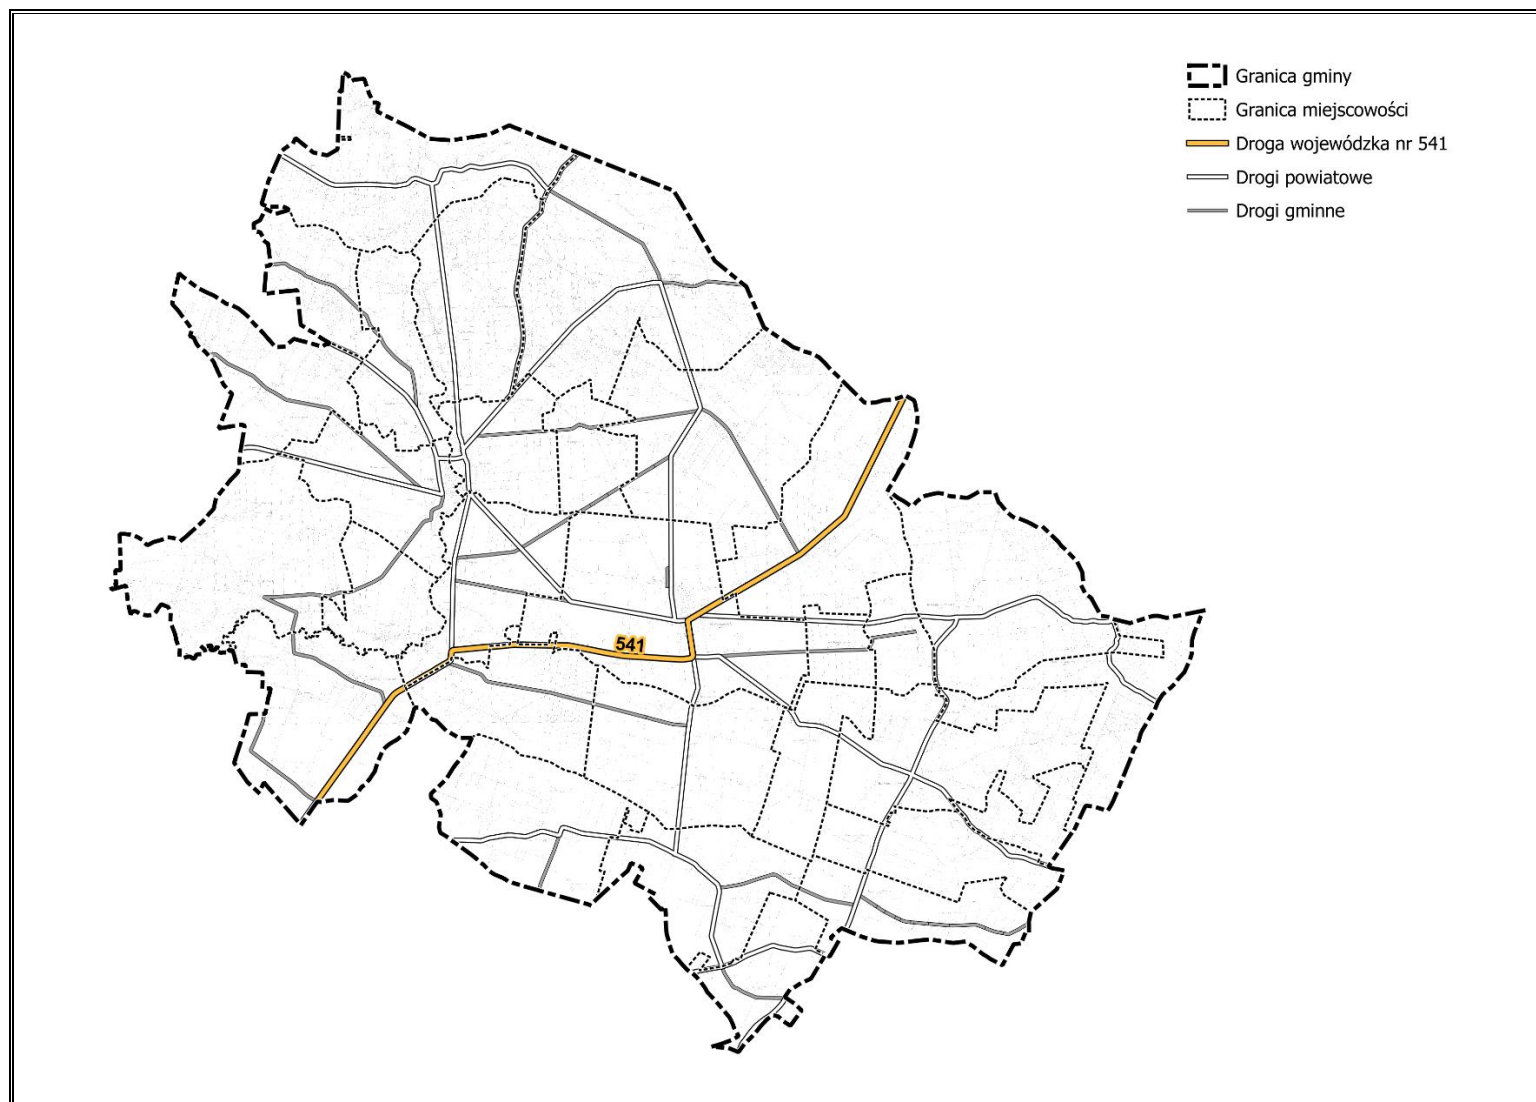 Granica gminy
Granica miejscowości
Droga wojewódzka nr 541
Drogi powiatowe
Drogi gminne
541